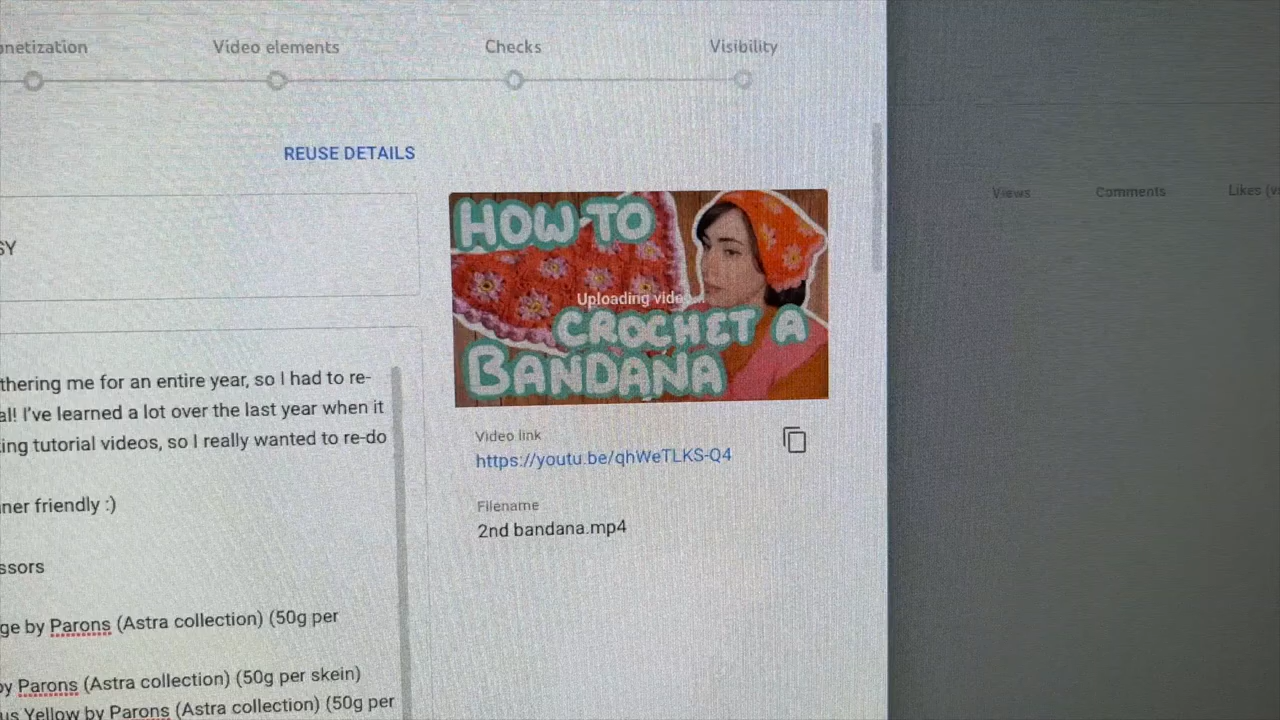 netization
Video elements
Checks
Visibility
REUSE DETAILS
Views
Comments
Likes (v
SY
HOW TO
CROCHET A
BANDANA
Uploading video...
thering me for an entire year, so I had to re-
al! I've learned a lot over the last year when it
ing tutorial videos, so I really wanted to re-do
ner friendly :)
ssors
ge by Parons (Astra collection) (50g per
by Parons (Astra collection) (50g per skein)
us Yellow by Parons (Astra collection) (50g per
Video link
https://youtu.be/qhWeTLKS-Q4
Filename
2nd bandana.mp4